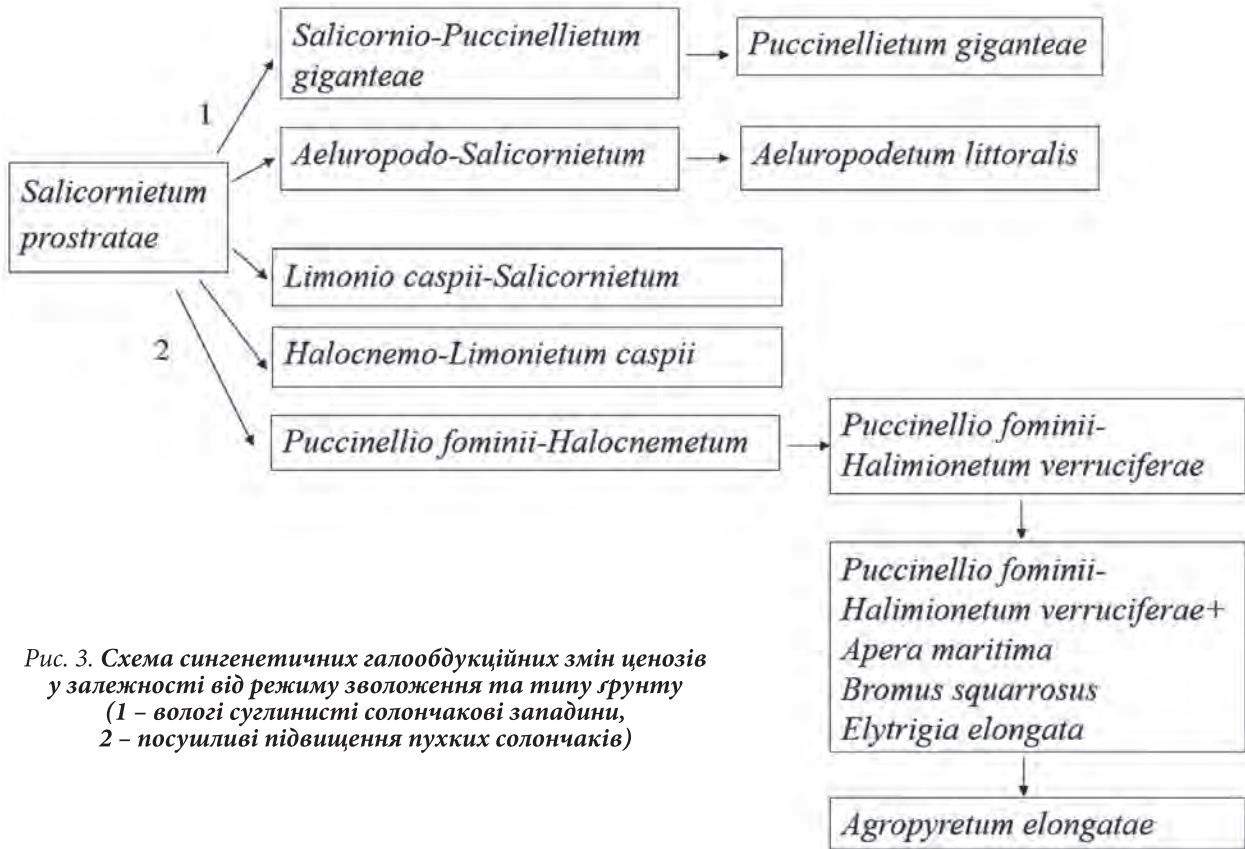 Salicornio-Puccinellietum
giganteae
Puccinellietum giganteae
1
Aeluropodo-Salicornietum
Aeluropodetum littoralis
Salicornietum
prostratae
Limonio caspii-Salicornietum
2
Halocnemo-Limonietum caspii
Puccinellio fominii-Halocnemetum
Puccinellio fominii-
Halimionetum verruciferae
Puccinellio fominii-
Halimionetum verruciferae+
Apera maritima
Bromus squarrosus
Elytrigia elongata
Agropyretum elongatae
Рис. 3. Схема сингенетичних галообдукційних змін ценозів
у залежності від режиму зволоження та типу ґрунту
(1 – вологі суглинисті солончакові западини,
2 – посушливі підвищення пухких солончаків)